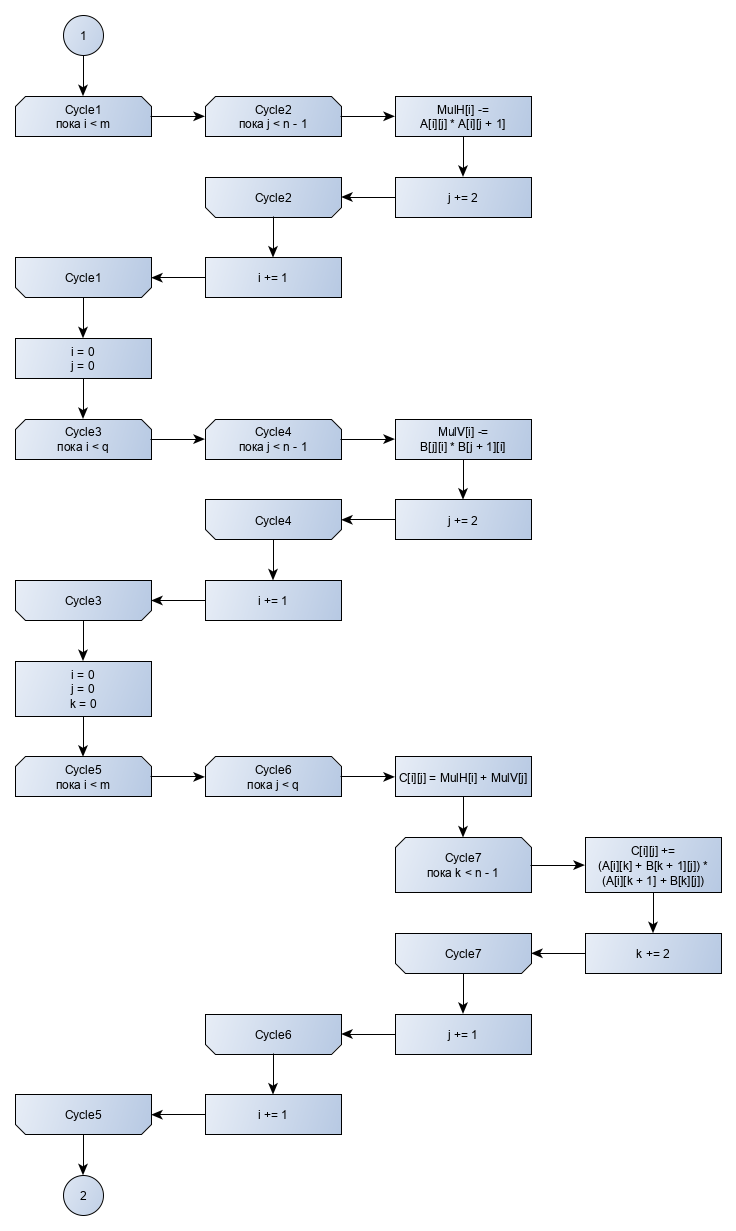 1
Cycle1
пока i < m
Cycle2
пока j < n - 1
MulH[i] -=
A[i][j] * A[i][j + 1]
Cycle2
j += 2
Cycle1
i += 1
i = 0
j = 0
Cycle3
пока i < q
Cycle4
пока j < n - 1
MulV[i] -=
B[j][i] * B[j + 1][i]
Cycle4
j += 2
Cycle3
i += 1
i = 0
j = 0
k = 0
Cycle5
пока i < m
Cycle6
пока j < q
C[i][j] = MulH[i] + MulV[j]
Cycle7
пока k < n - 1
C[i][j] +=
(A[i][k] + B[k + 1][j]) *
(A[i][k + 1] + B[k][j])
Cycle7
k += 2
Cycle6
j += 1
Cycle5
i += 1
2